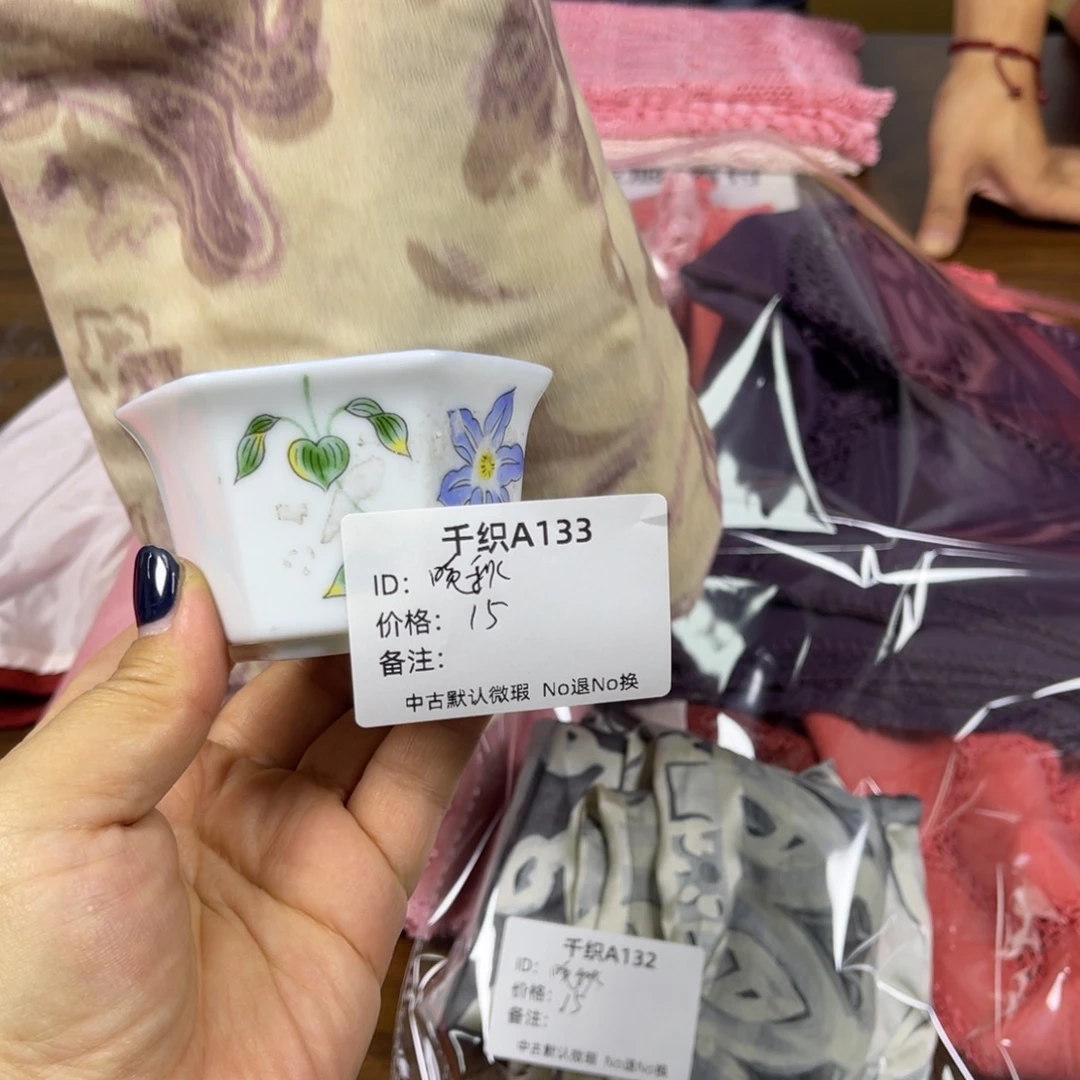 千织A133
ID: 晚秋
价格: 15
备注:
中古默认微瑕 No退No换
千织A132
ID: 晚秋
价格: 15
备注:
中古默认微瑕 No退No换